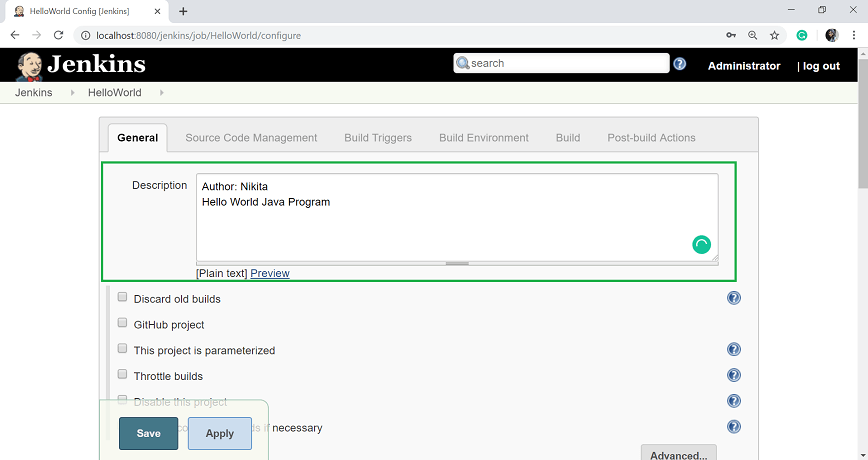 HelloWorld Config [Jenkins]
localhost:8080/jenkins/job/HelloWorld/configure
Jenkins
search
Administrator
| log out
Jenkins HelloWorld
General Source Code Management Build Triggers Build Environment Build Post-build Actions
Description
Author: Nikita
Hello World Java Program
[Plain text] Preview
Discard old builds
GitHub project
This project is parameterized
Throttle builds
Disable this project
if necessary
Save Apply
Advanced...